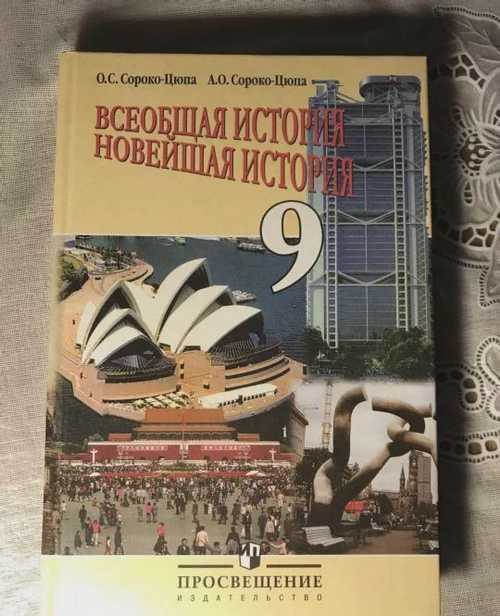 О.С. Сороко-Цюпа А.О. Сороко-Цюпа
ВСЕОБЩАЯ ИСТОРИЯ
НОВЕЙШАЯ ИСТОРИЯ
9
ПРОСВЕЩЕНИЕ
ИЗДАТЕЛЬСТВО